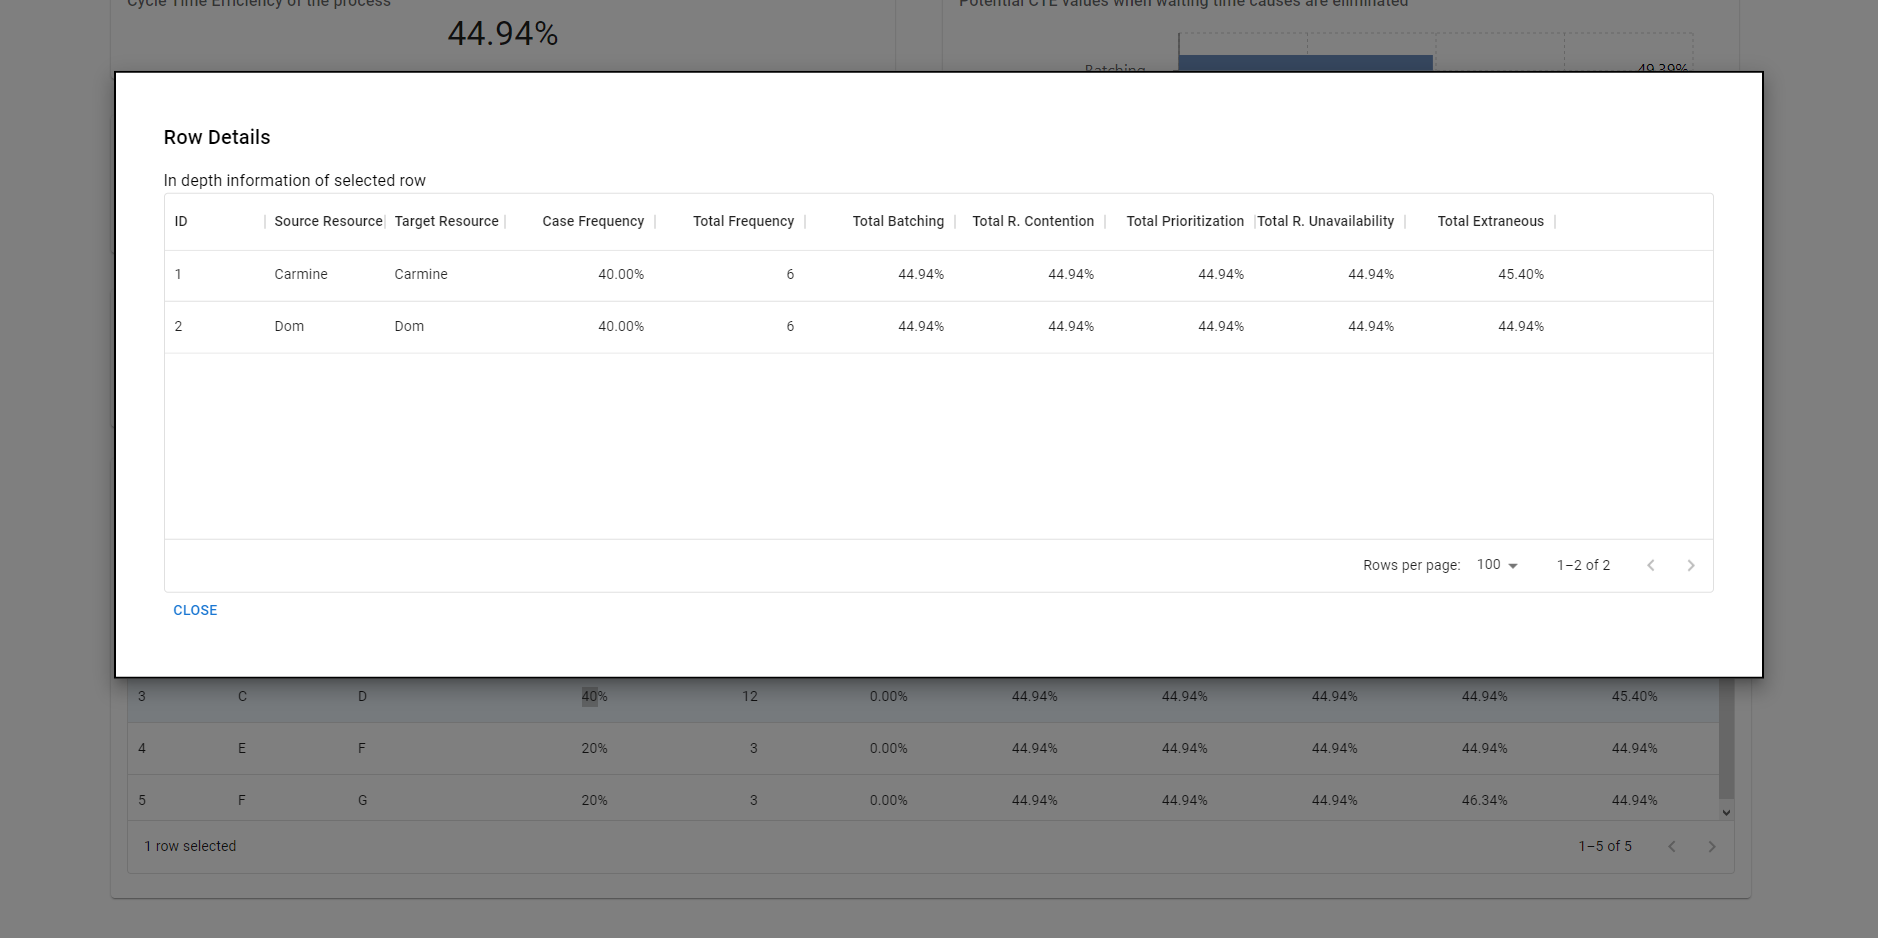 Cycle Time Efficiency of the process
Potential CTE values when waiting time causes are eliminated
44.94%
Batching
49.39%
Row Details
In depth information of selected row
ID Source Resource Target Resource Case Frequency Total Frequency Total Batching Total R. Contention Total Prioritization Total R. Unavailability Total Extraneous
1 Carmine Carmine 40.00% 6 44.94% 44.94% 44.94% 44.94% 45.40%
2 Dom Dom 40.00% 6 44.94% 44.94% 44.94% 44.94% 44.94%
Rows per page: 100 1–2 of 2
CLOSE
3 C D 40% 12 0.00% 44.94% 44.94% 44.94% 44.94% 45.40%
4 E F 20% 3 0.00% 44.94% 44.94% 44.94% 44.94% 44.94%
5 F G 20% 3 0.00% 44.94% 44.94% 44.94% 46.34% 44.94%
1 row selected 1–5 of 5